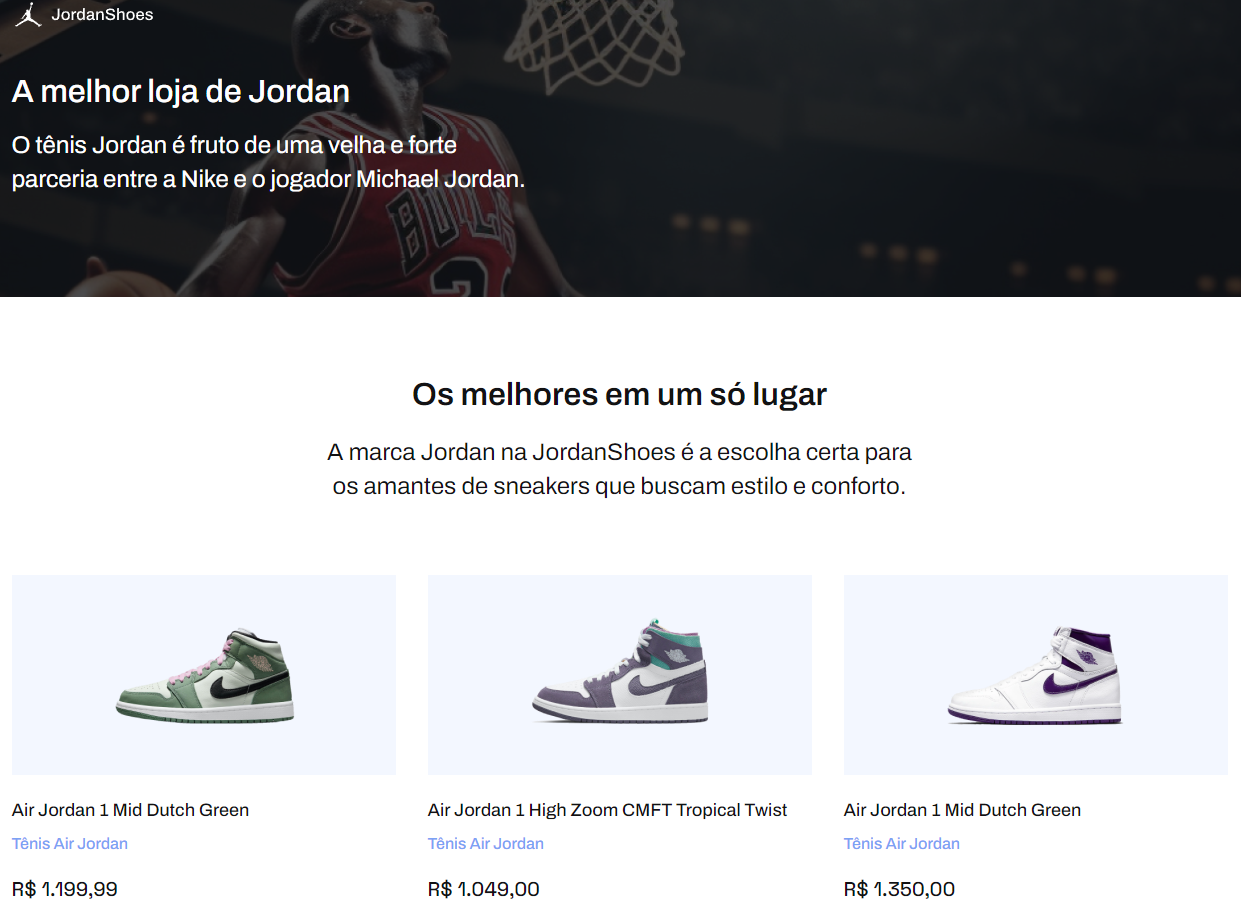 JordanShoes
A melhor loja de Jordan
O tênis Jordan é fruto de uma velha e forte
parceria entre a Nike e o jogador Michael Jordan.
BULLS
2
Os melhores em um só lugar
A marca Jordan na JordanShoes é a escolha certa para
os amantes de sneakers que buscam estilo e conforto.
Air Jordan 1 Mid Dutch Green
Tênis Air Jordan
R$ 1.199,99
Air Jordan 1 High Zoom CMFT Tropical Twist
Tênis Air Jordan
R$ 1.049,00
Air Jordan 1 Mid Dutch Green
Tênis Air Jordan
R$ 1.350,00